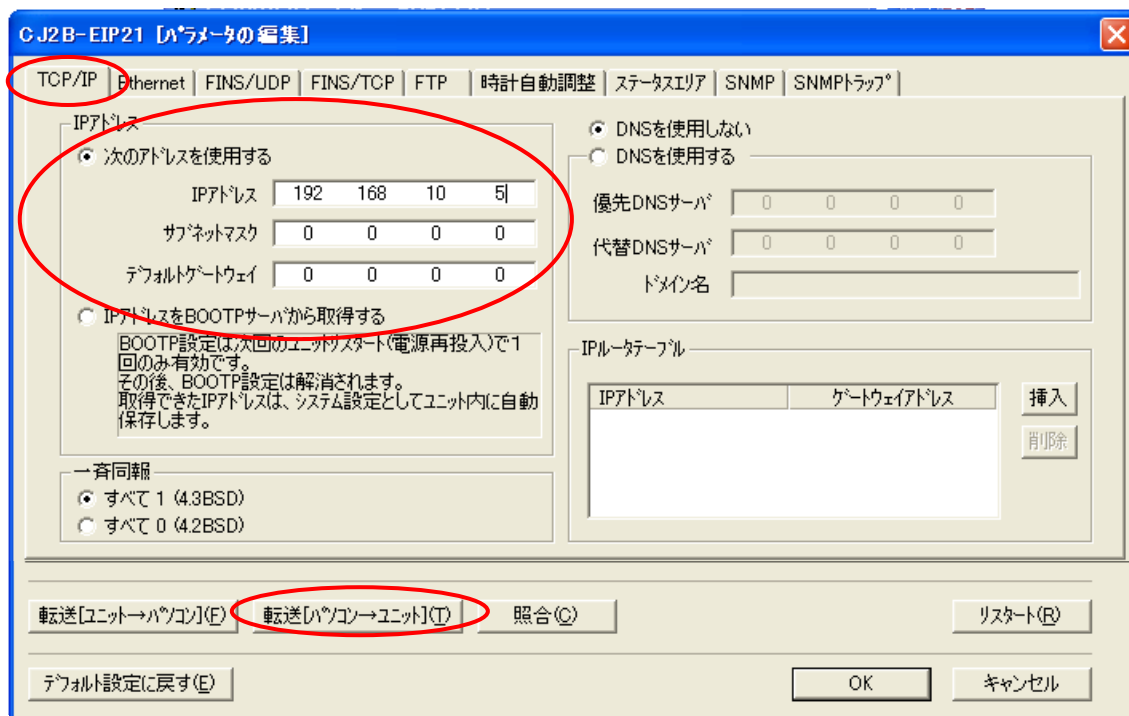 CJ2B-EIP21 [ﾊﾟﾗﾒｰﾀの編集]
TCP/IP
Ethernet
FINS/UDP
FINS/TCP
FTP
時計自動調整
ｽﾃｰﾀｽｴﾘｱ
SNMP
SNMPﾄﾗｯﾌﾟ
IPｱﾄﾞﾚｽ
次のｱﾄﾞﾚｽを使用する
IPｱﾄﾞﾚｽ 192 168 10 5
ｻﾌﾞﾈｯﾄﾏｽｸ 0 0 0 0
ﾃﾞﾌｫﾙﾄｹﾞｰﾄｳｪｲ 0 0 0 0
IPｱﾄﾞﾚｽをBOOTPｻｰﾊﾞから取得する
BOOTP設定は次回のﾕﾆｯﾄﾘｽﾀｰﾄ(電源再投入)で1
回のみ有効です。
その後、BOOTP設定は解消されます。
取得できたIPｱﾄﾞﾚｽは、ｼｽﾃﾑ設定としてﾕﾆｯﾄ内に自動
保存します。
一斉同報
すべて 1 (4.3BSD)
すべて 0 (4.2BSD)
DNSを使用しない
DNSを使用する
優先DNSｻｰﾊﾞ 0 0 0 0
代替DNSｻｰﾊﾞ 0 0 0 0
ﾄﾞﾒｲﾝ名
IPﾙｰﾀﾃｰﾌﾞﾙ
IPｱﾄﾞﾚｽ ｹﾞｰﾄｳｪｲｱﾄﾞﾚｽ
挿入
削除
転送[ﾕﾆｯﾄ→ﾊﾟｿｺﾝ](F)
転送[ﾊﾟｿｺﾝ→ﾕﾆｯﾄ](T)
照合(C)
ﾘｽﾀｰﾄ(R)
ﾃﾞﾌｫﾙﾄ設定に戻す(E)
OK
ｷｬﾝｾﾙ